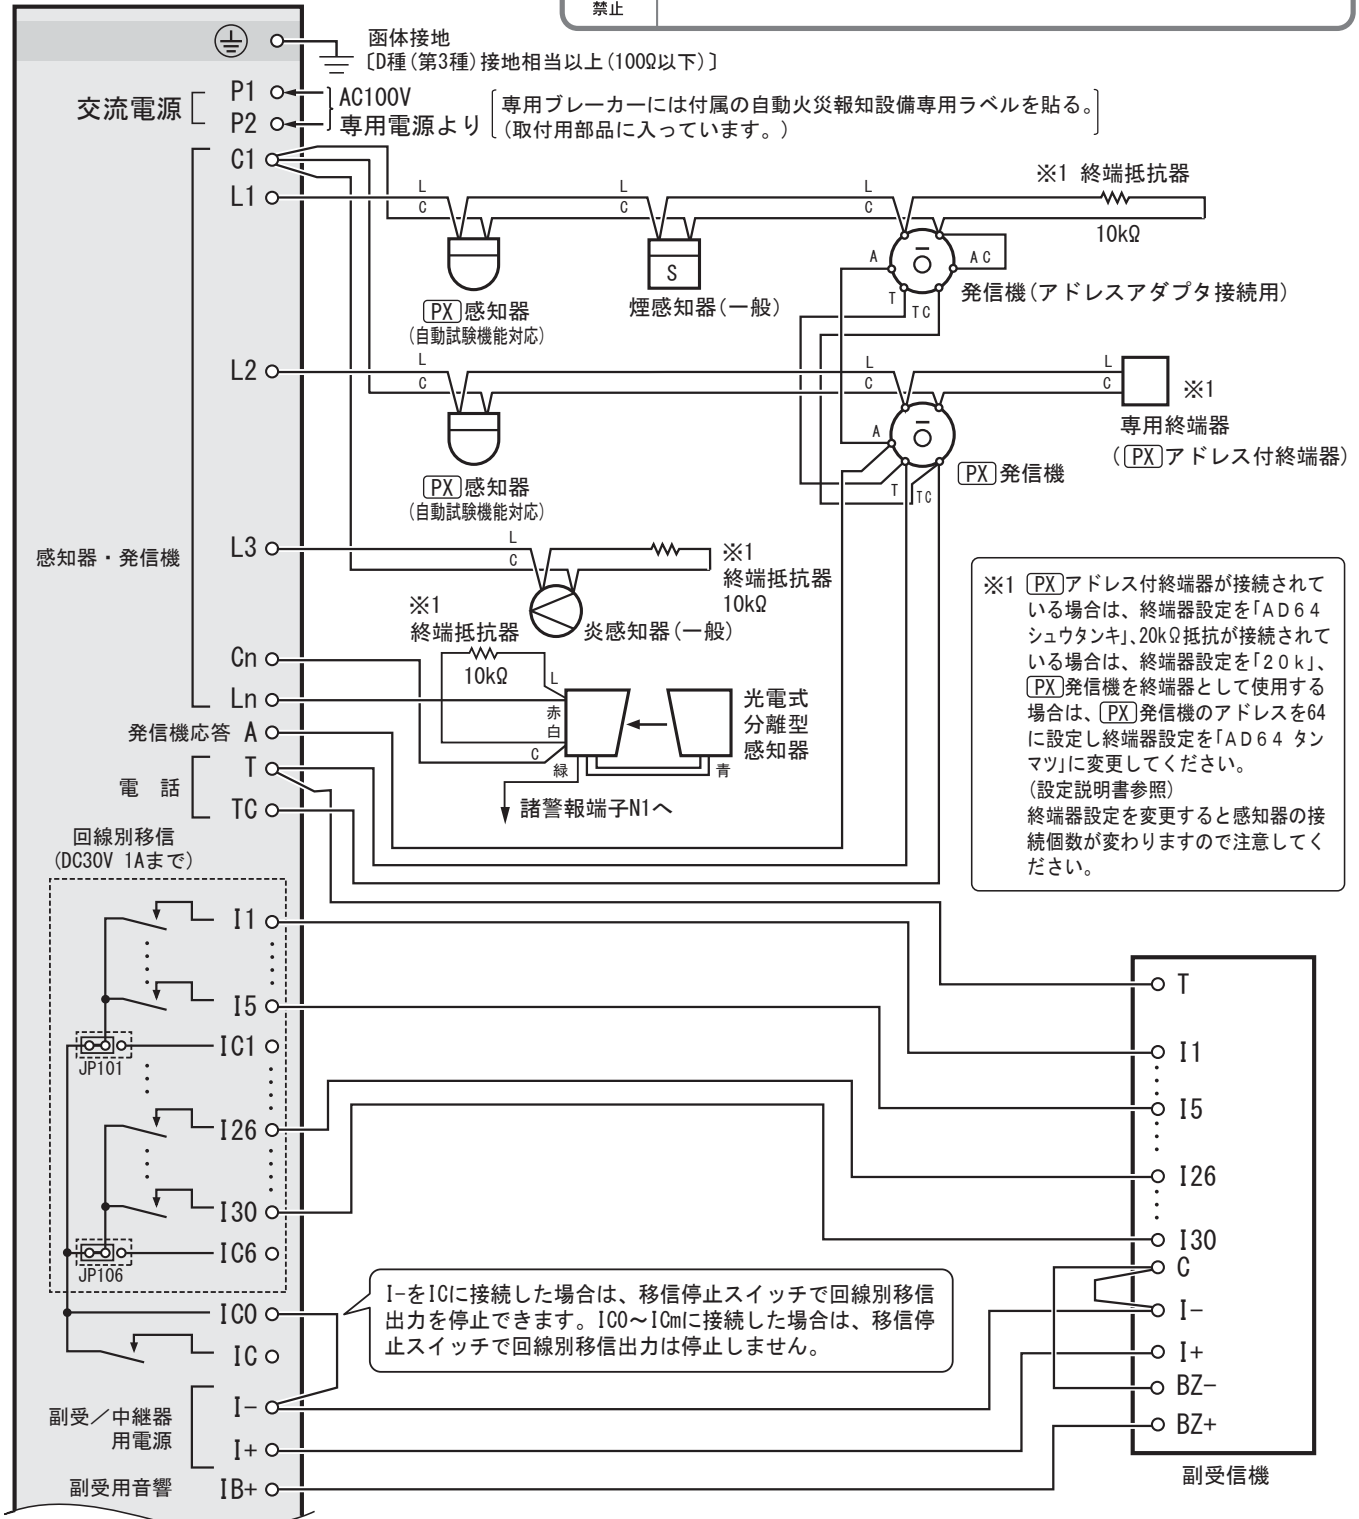 禁止
函体接地
〔D種(第3種)接地相当以上(100Ω以下)〕
交流電源
P1
P2
AC100V
専用電源より
専用ブレーカーには付属の自動火災報知設備専用ラベルを貼る。
(取付用部品に入っています。)
C1
L1
L
C
L
C
L
C
※1 終端抵抗器
10kΩ
PX 感知器
(自動試験機能対応)
S
煙感知器(一般)
A
A C
T
TC
発信機(アドレスアダプタ接続用)
L2
L
C
L
C
L
C
※1
専用終端器
(PX アドレス付終端器)
PX 感知器
(自動試験機能対応)
A
T
TC
PX 発信機
感知器・発信機
L3
L
C
※1
終端抵抗器
10kΩ
炎感知器(一般)
※1
終端抵抗器
10kΩ
Cn
Ln
L
赤
白
C
緑
青
光電式
分離型
感知器
諸警報端子N1へ
発信機応答 A
電 話
T
TC
※1 PX アドレス付終端器が接続されて
いる場合は、終端器設定を「AD64
シュウタンキ」、20kΩ抵抗が接続されて
いる場合は、終端器設定を「20k」、
PX 発信機を終端器として使用する
場合は、PX 発信機のアドレスを64
に設定し終端器設定を「AD64 タン
マツ」に変更してください。
(設定説明書参照)
終端器設定を変更すると感知器の接
続個数が変わりますので注意してく
ださい。
回線別移信
(DC30V 1Aまで)
I1
I5
IC1
JP101
I26
I30
IC6
JP106
IC0
IC
I-をICに接続した場合は、移信停止スイッチで回線別移信
出力を停止できます。IC0～ICmに接続した場合は、移信停
止スイッチで回線別移信出力は停止しません。
副受／中継器
用電源
I-
I+
副受用音響 IB+
T
I1
I5
I26
I30
C
I-
I+
BZ-
BZ+
副受信機